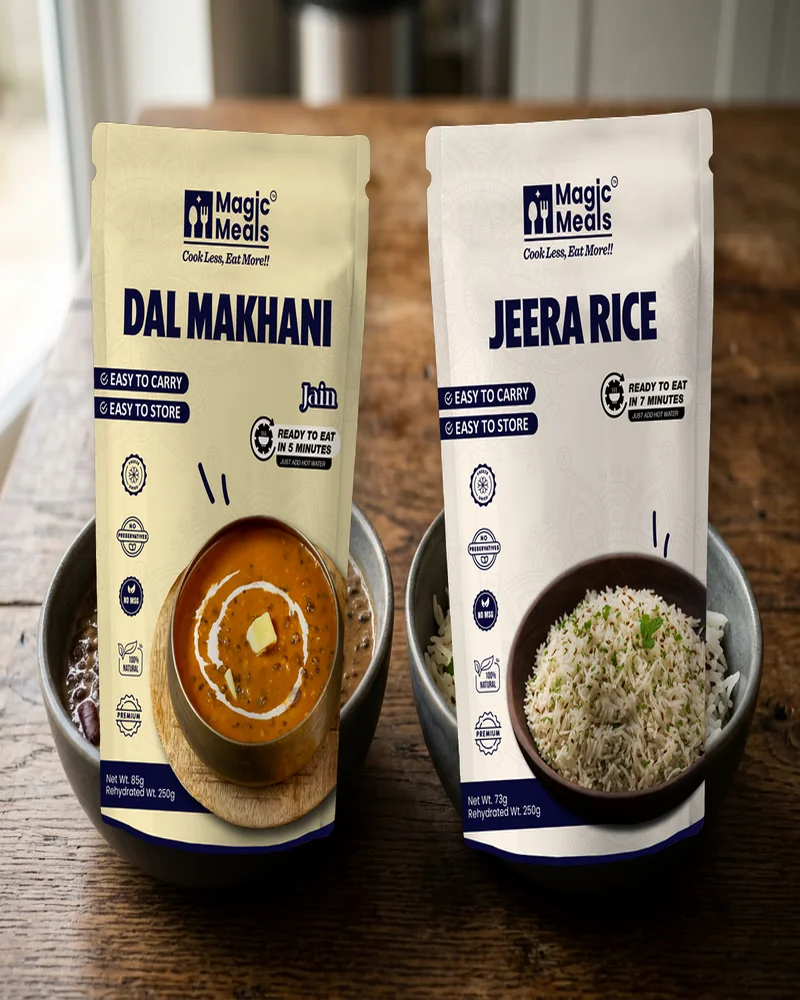 Magic
Meals
Cook Less, Eat More!!
DAL MAKHANI
EASY TO CARRY
EASY TO STORE
Jain
READY TO EAT
IN 5 MINUTES
JUST ADD HOT WATER
NO
PRESERVATIVES
NO MSG
100%
NATURAL
PREMIUM
Net Wt. 85g
Rehydrated Wt. 250g
Magic
Meals
Cook Less, Eat More!!
JEERA RICE
EASY TO CARRY
EASY TO STORE
READY TO EAT
IN 7 MINUTES
JUST ADD HOT WATER
NO
PRESERVATIVES
NO MSG
100%
NATURAL
PREMIUM
Net Wt. 73g
Rehydrated Wt. 250g